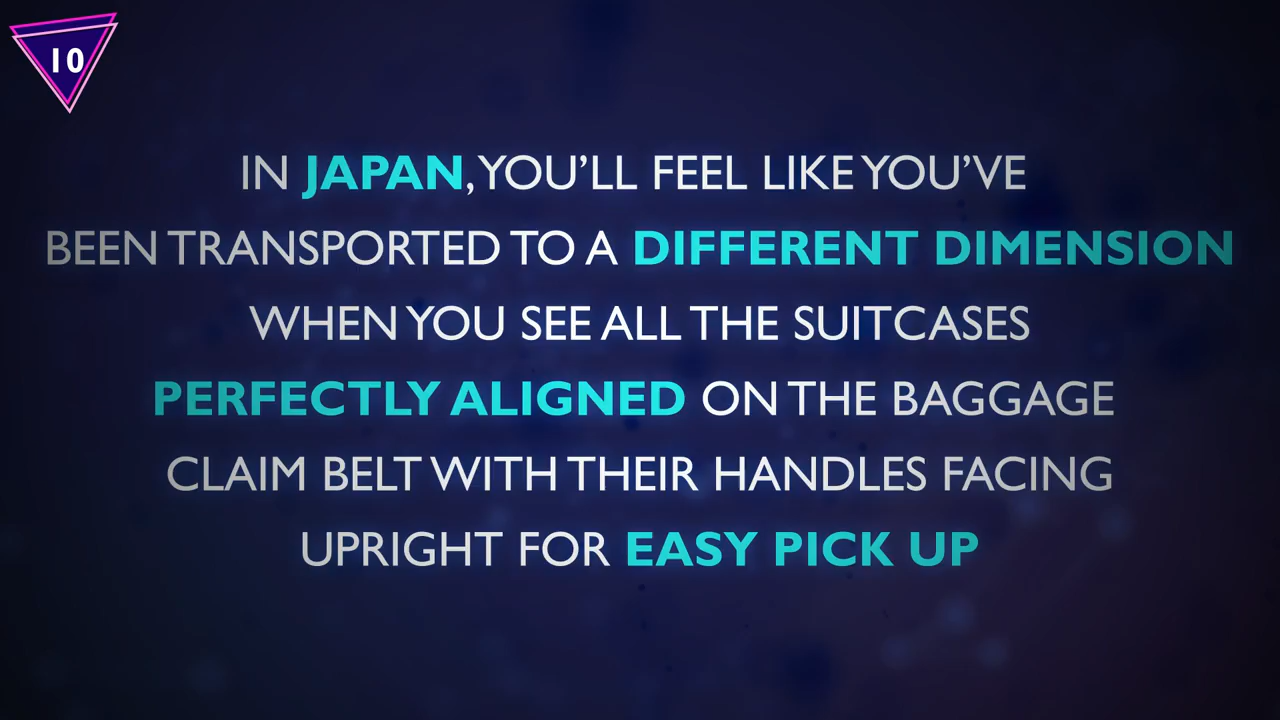 10
IN JAPAN, YOU'LL FEEL LIKE YOU'VE
BEEN TRANSPORTED TO A DIFFERENT DIMENSION
WHEN YOU SEE ALL THE SUITCASES
PERFECTLY ALIGNED ON THE BAGGAGE
CLAIM BELT WITH THEIR HANDLES FACING
UPRIGHT FOR EASY PICK UP